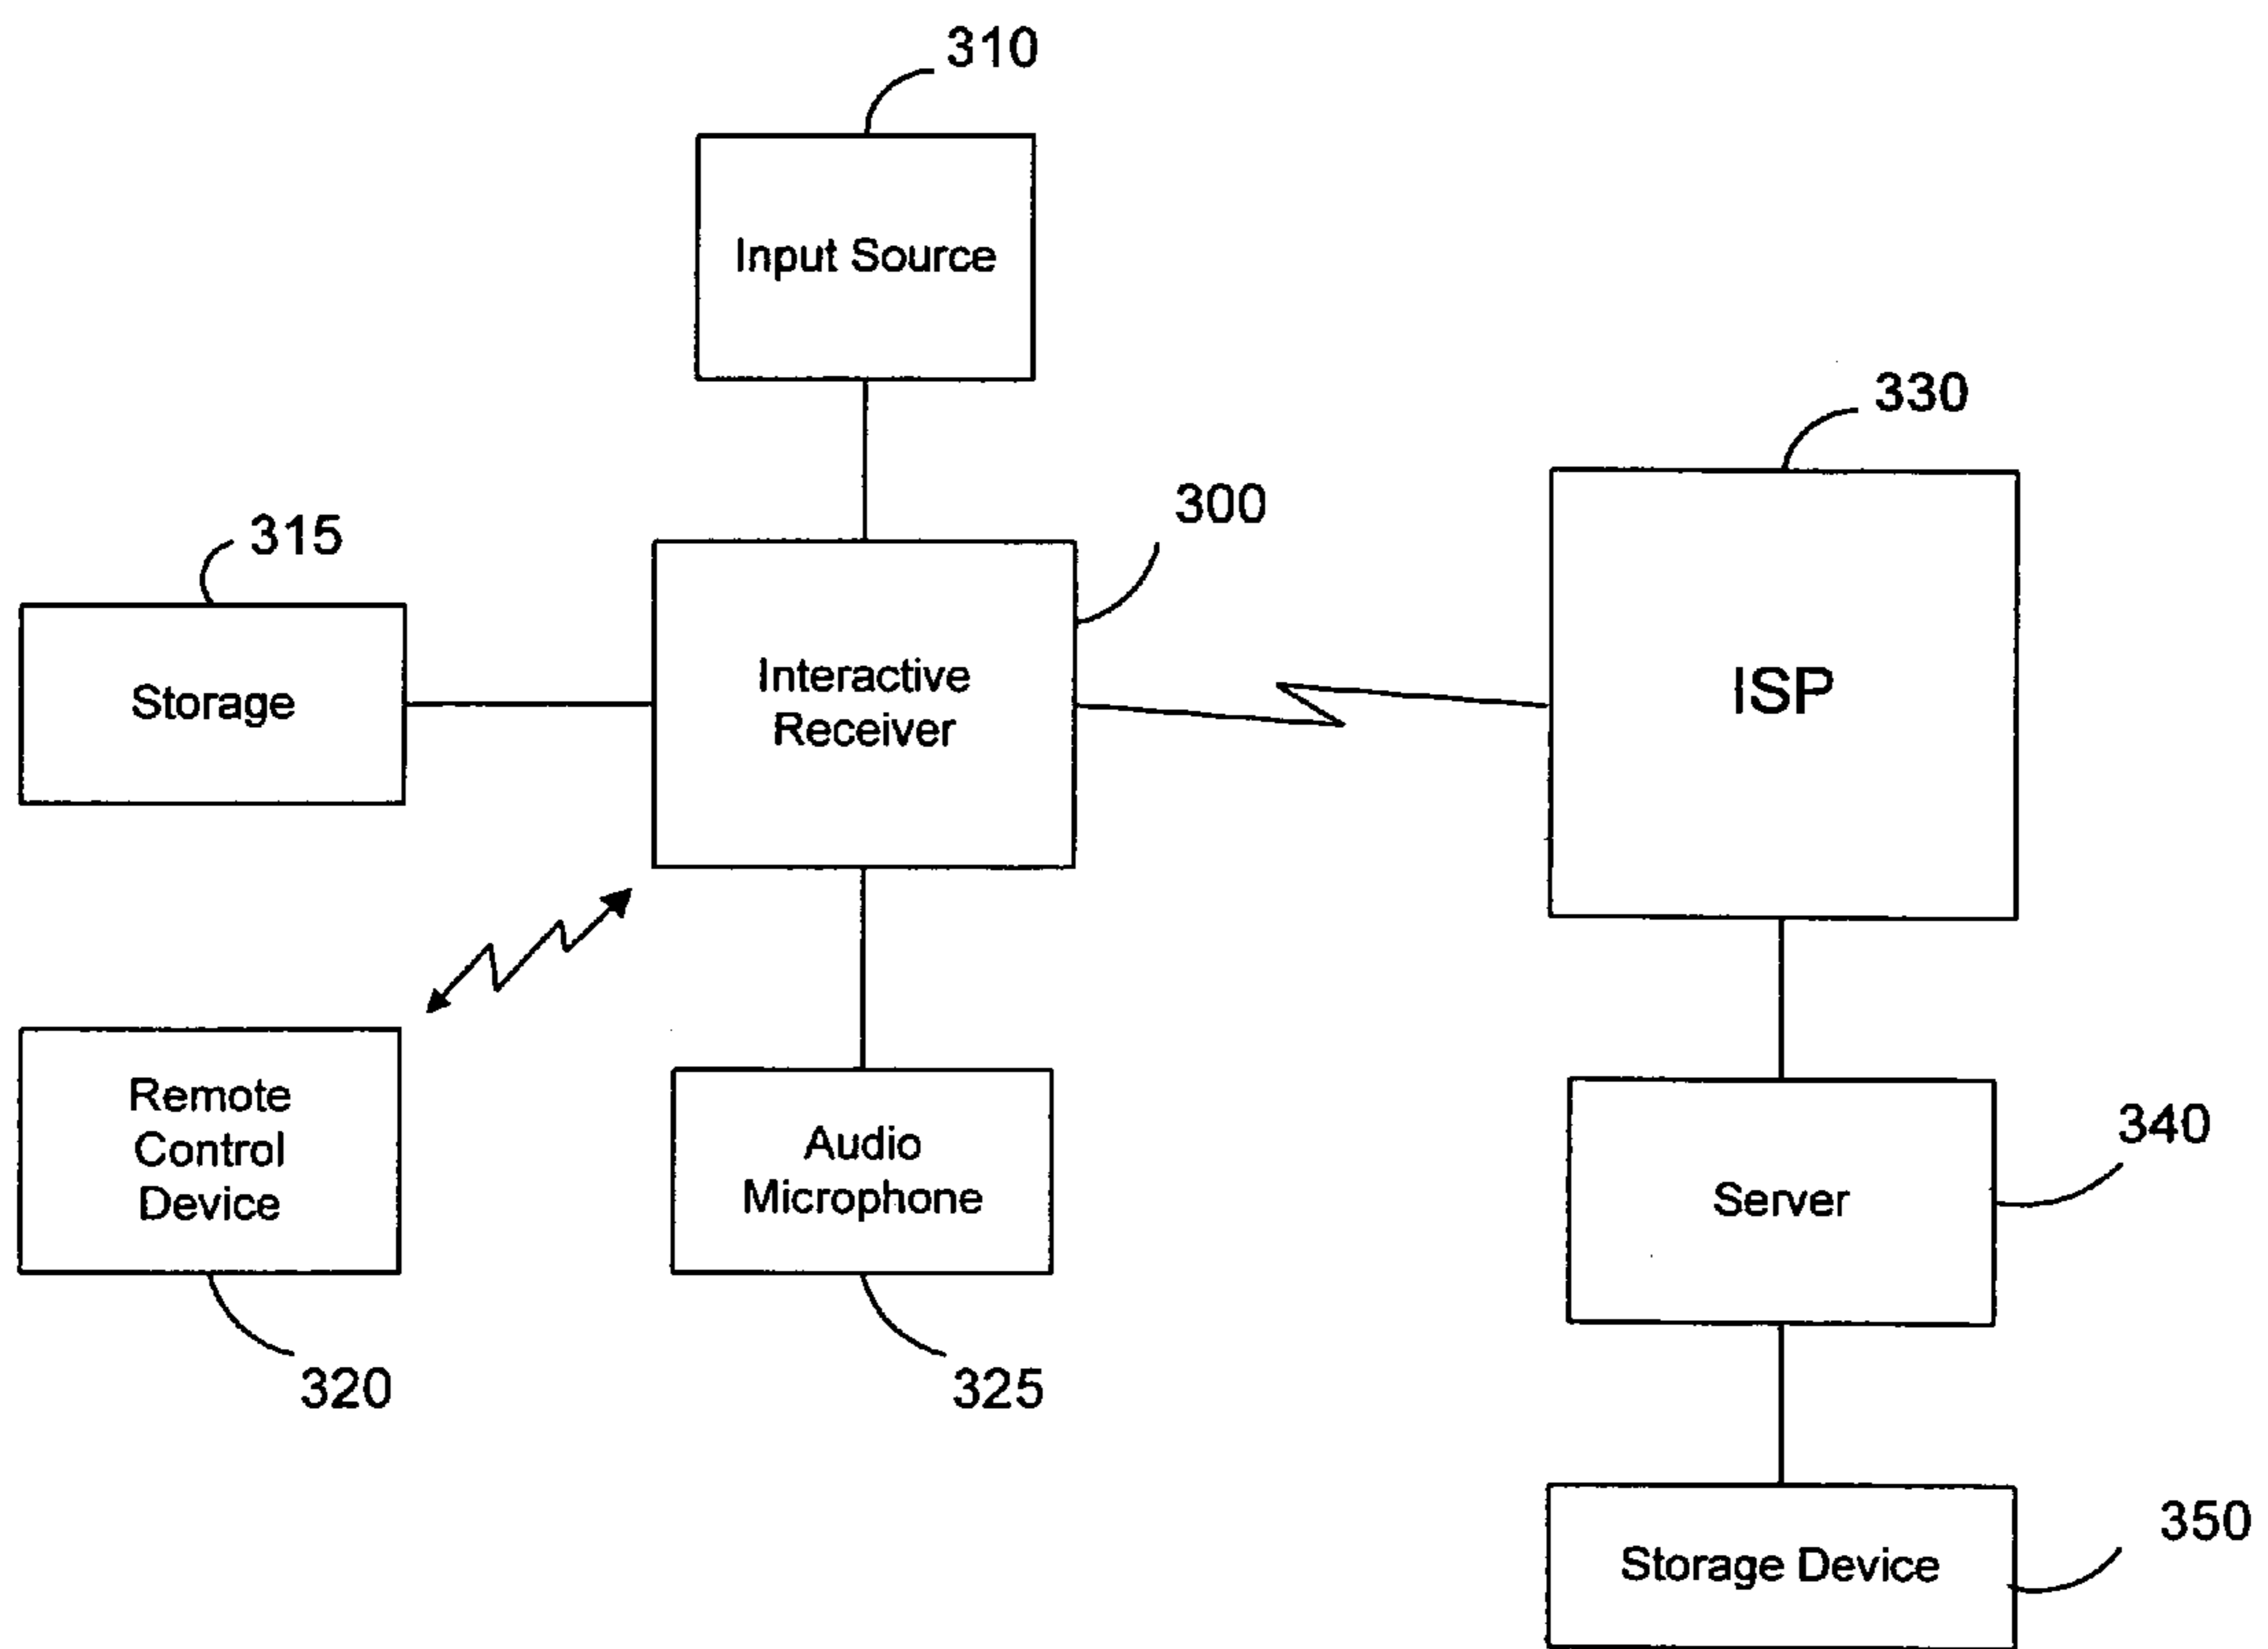 310
Input Source
330
300
315
Interactive
Receiver
ISP
Storage
Remote
Control
Device
Audio
Microphone
340
Server
320
325
350
Storage Device